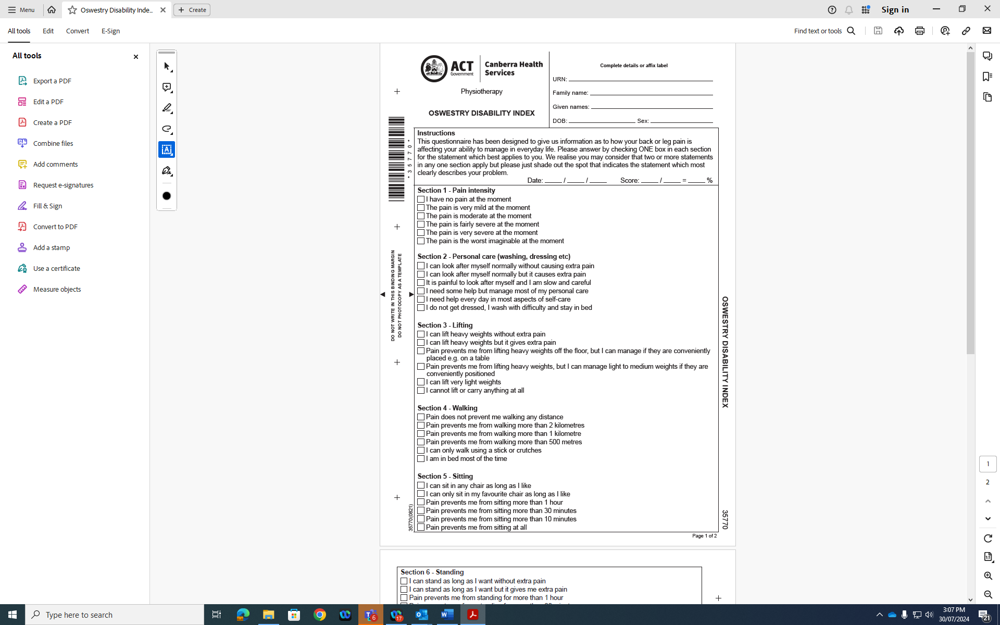 Menu
Oswestry Disability Inde...
Create
Sign in
All tools
Edit
Convert
E-Sign
Find text or tools
All tools
Export a PDF
Edit a PDF
Create a PDF
Combine files
Add comments
Request e-signatures
Fill & Sign
Convert to PDF
Add a stamp
Use a certificate
Measure objects
ACT
Government
Canberra Health
Services
Physiotherapy
OSWESTRY DISABILITY INDEX
Complete details or affix label
URN:
Family name:
Given names:
DOB: Sex:
Instructions
This questionnaire has been designed to give us information as to how your back or leg pain is
affecting your ability to manage in everyday life. Please answer by checking ONE box in each section
for the statement which best applies to you. We realise you may consider that two or more statements
in any one section apply but please just shade out the spot that indicates the statement which most
clearly describes your problem.
Date: _____ / _____ / _____ Score: _____ / _____ = _____ %
Section 1 - Pain intensity
I have no pain at the moment
The pain is very mild at the moment
The pain is moderate at the moment
The pain is fairly severe at the moment
The pain is very severe at the moment
The pain is the worst imaginable at the moment
Section 2 - Personal care (washing, dressing etc)
I can look after myself normally without causing extra pain
I can look after myself normally but it causes extra pain
It is painful to look after myself and I am slow and careful
I need some help but manage most of my personal care
I need help every day in most aspects of self-care
I do not get dressed, I wash with difficulty and stay in bed
Section 3 - Lifting
I can lift heavy weights without extra pain
I can lift heavy weights but it gives extra pain
Pain prevents me from lifting heavy weights off the floor, but I can manage if they are conveniently
placed e.g. on a table
Pain prevents me from lifting heavy weights, but I can manage light to medium weights if they are
conveniently positioned
I can lift very light weights
I cannot lift or carry anything at all
Section 4 - Walking
Pain does not prevent me walking any distance
Pain prevents me from walking more than 2 kilometres
Pain prevents me from walking more than 1 kilometre
Pain prevents me from walking more than 500 metres
I can only walk using a stick or crutches
I am in bed most of the time
Section 5 - Sitting
I can sit in any chair as long as I like
I can only sit in my favourite chair as long as I like
Pain prevents me from sitting more than 1 hour
Pain prevents me from sitting more than 30 minutes
Pain prevents me from sitting more than 10 minutes
Pain prevents me from sitting at all
Page 1 of 2
*35770*
DO NOT WRITE IN THIS BINDING MARGIN
DO NOT PHOTOCOPY AS A TEMPLATE
35770(0821)
OSWESTRY DISABILITY INDEX
35770
Section 6 - Standing
I can stand as long as I want without extra pain
I can stand as long as I want but it gives me extra pain
Pain prevents me from standing for more than 1 hour
1
2
1:1
Type here to search
6
17
3:07 PM
30/07/2024
21